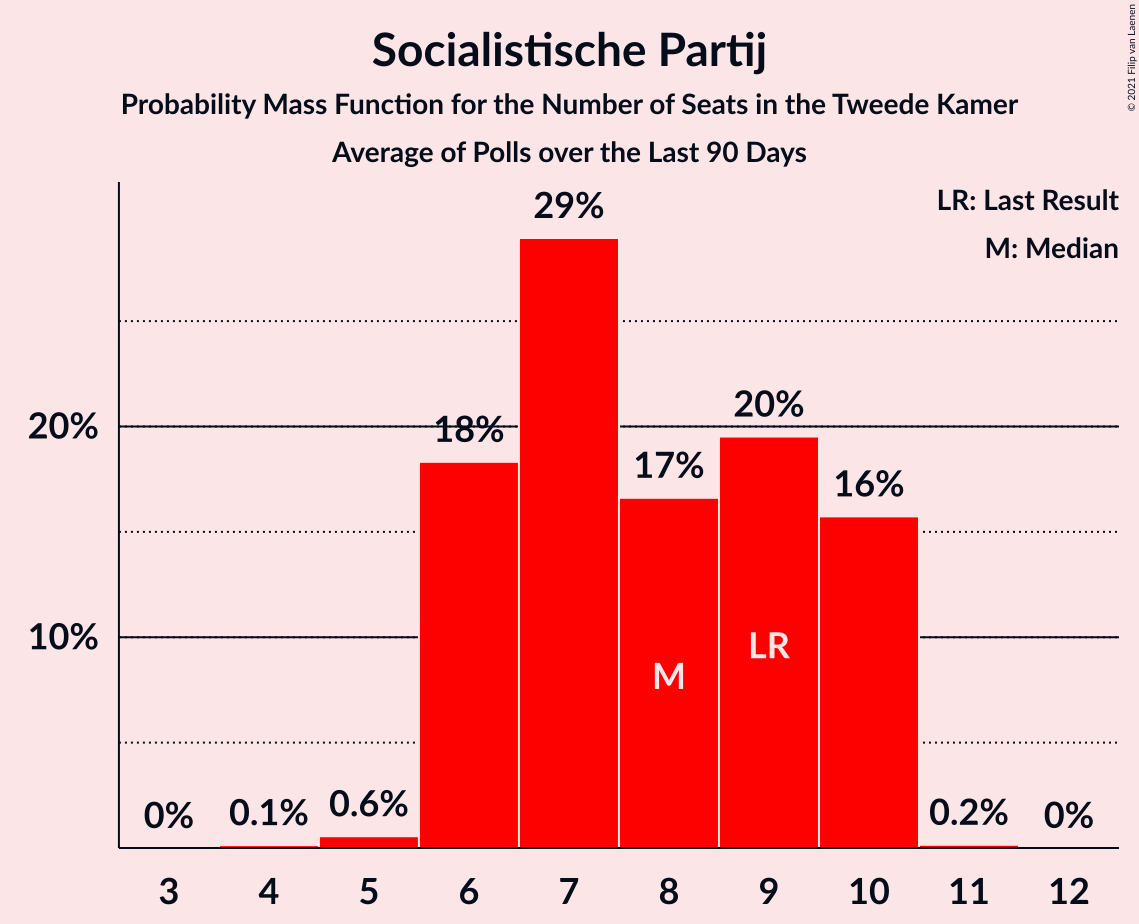 Socialistische Partij
Probability Mass Function for the Number of Seats in the Tweede Kamer
Average of Polls over the Last 90 Days
© 2021 Filip van Laenen
LR: Last Result
M: Median
20%
10%
0%
0.1%
0.6%
18%
29%
17%
20%
16%
0.2%
0%
M
LR
3 4 5 6 7 8 9 10 11 12